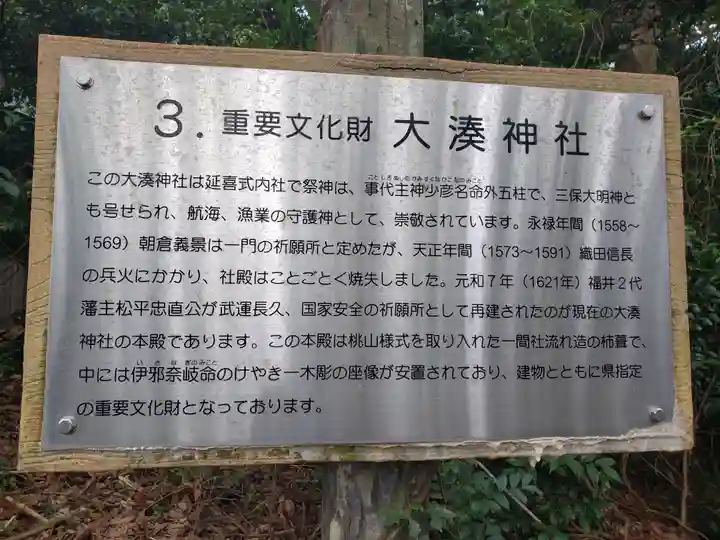 3. 重要文化財 大湊神社
この大湊神社は延喜式内社で祭神は、事代主神少彦名命外五柱で、三保大明神と
も号せられ、航海、漁業の守護神として、崇敬されています。永禄年間（1558～
1569）朝倉義景は一門の祈願所と定めたが、天正年間（1573～1591）織田信長
の兵火にかかり、社殿はことごとく焼失しました。元和７年（1621年）福井２代
藩主松平忠直公が武運長久、国家安全の祈願所として再建されたのが現在の大湊
神社の本殿であります。この本殿は桃山様式を取り入れた一間社流れ造の柿葺で、
いざなぎのみこと
中には伊邪奈岐命のけやき一木彫の座像が安置されており、建物とともに県指定
の重要文化財となっております。